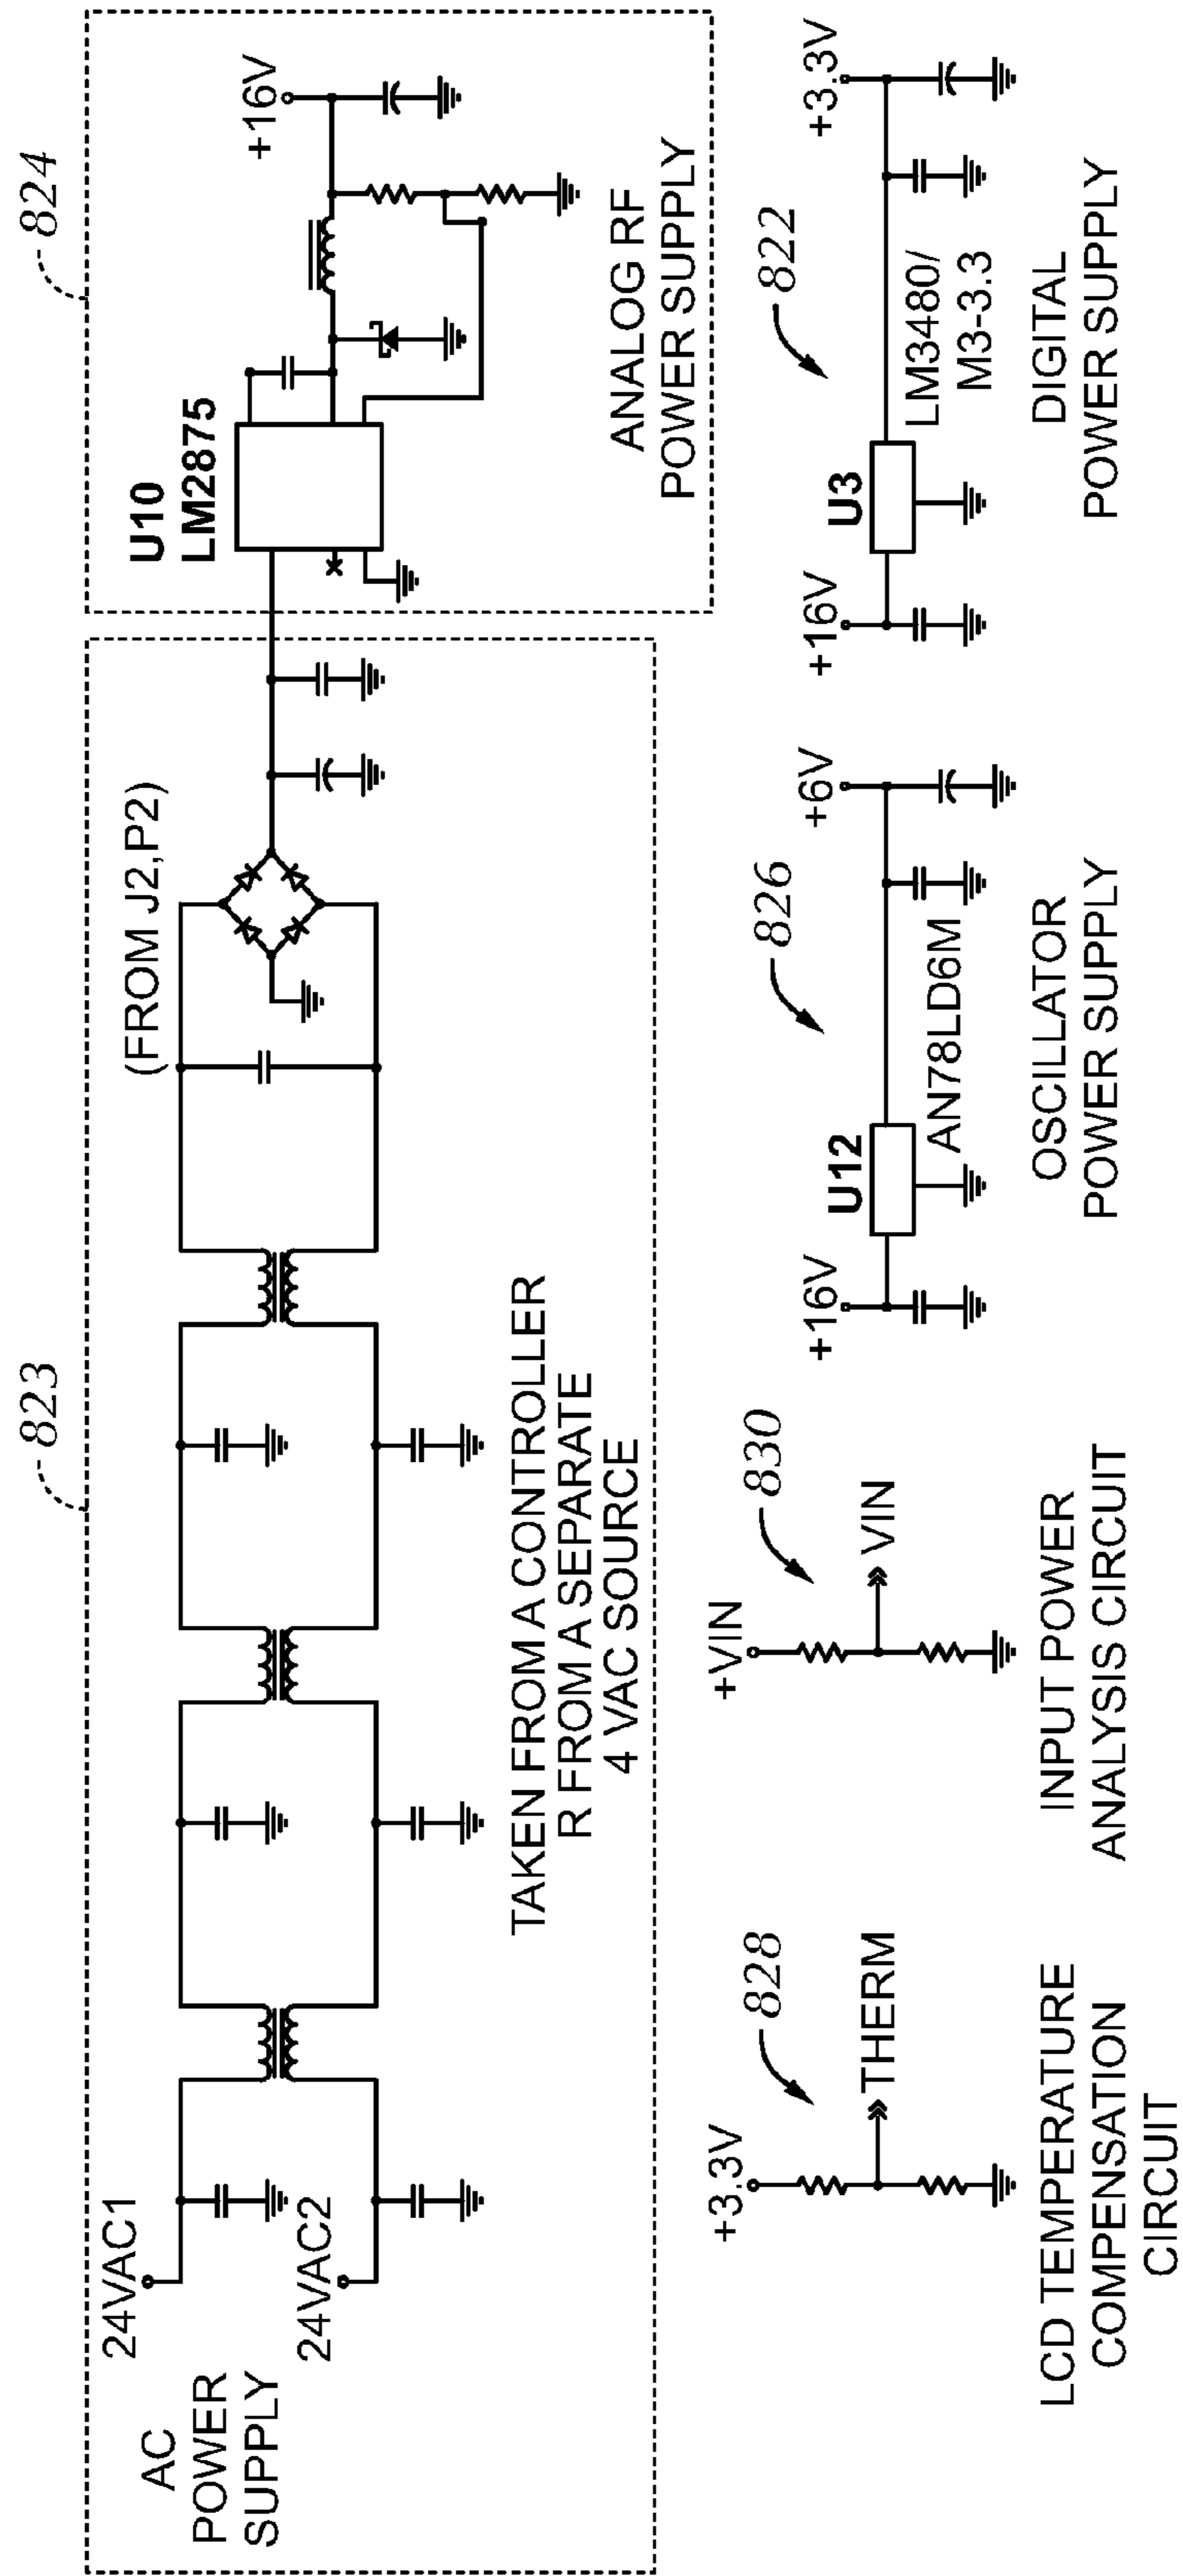 823
824
AC
POWER
SUPPLY
24VAC1
24VAC2
(FROM J2,P2)
TAKEN FROM A CONTROLLER
R FROM A SEPARATE
4 VAC SOURCE
U10
LM2875
+16V
ANALOG RF
POWER SUPPLY
828
+3.3V
THERM
LCD TEMPERATURE
COMPENSATION
CIRCUIT
830
+VIN
VIN
INPUT POWER
ANALYSIS CIRCUIT
826
+16V
U12
AN78LD6M
+6V
OSCILLATOR
POWER SUPPLY
822
+16V
U3
LM3480/
M3-3.3
+3.3V
DIGITAL
POWER SUPPLY